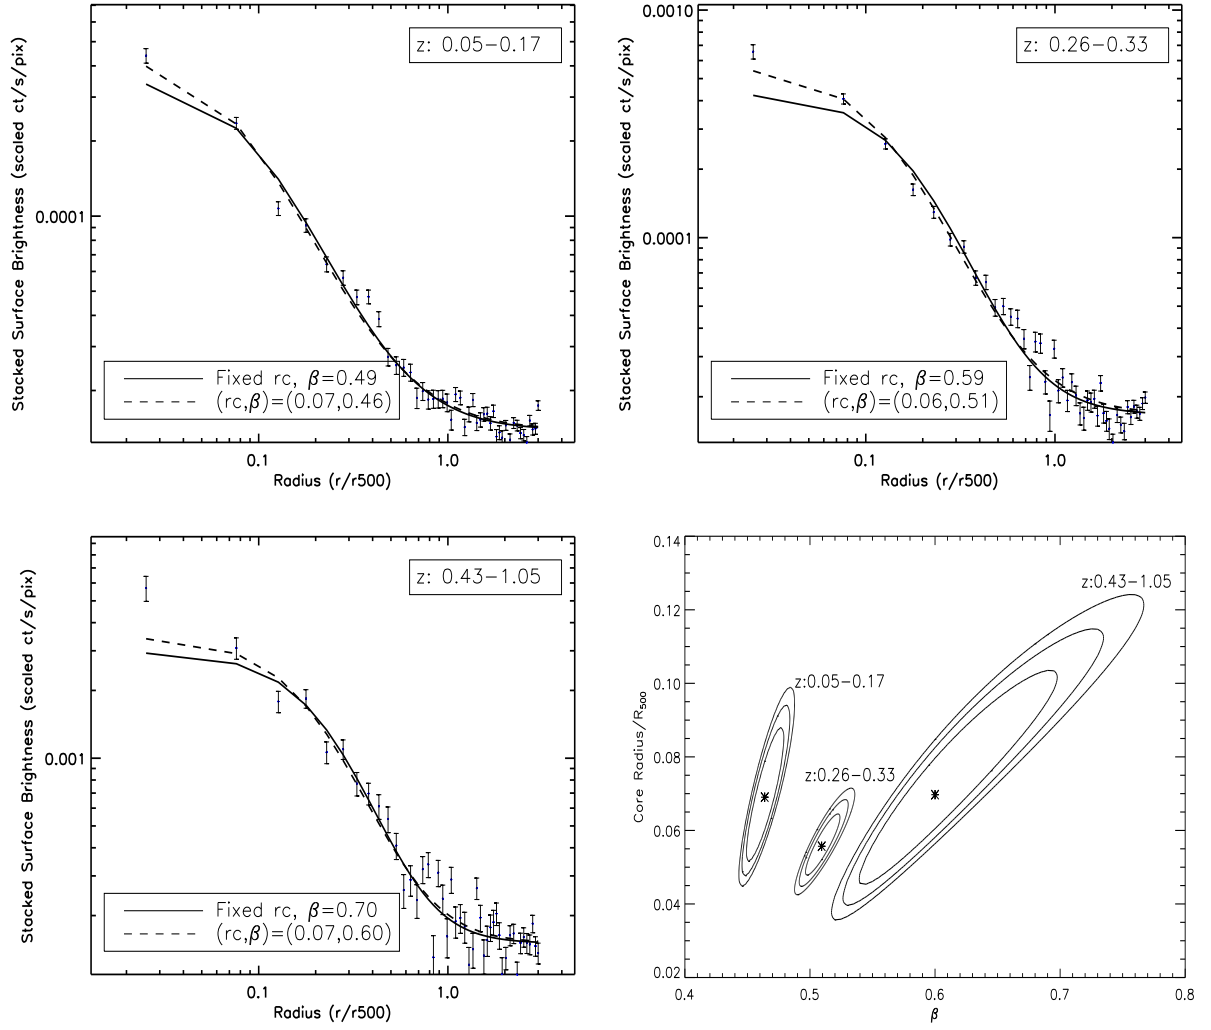 z: 0.05−0.17
Stacked Surface Brightness (scaled ct/s/pix)
0.0001
Fixed rc, β=0.49
(rc,β)=(0.07,0.46)
0.1
1.0
Radius (r/r500)
z: 0.26−0.33
Stacked Surface Brightness (scaled ct/s/pix)
0.0010
0.0001
Fixed rc, β=0.59
(rc,β)=(0.06,0.51)
0.1
1.0
Radius (r/r500)
z: 0.43−1.05
Stacked Surface Brightness (scaled ct/s/pix)
0.001
Fixed rc, β=0.70
(rc,β)=(0.07,0.60)
0.1
1.0
Radius (r/r500)
Core Radius/R500
0.14
0.12
0.10
0.08
0.06
0.04
0.02
z:0.43−1.05
z:0.05−0.17
z:0.26−0.33
0.4
0.5
0.6
0.7
0.8
β